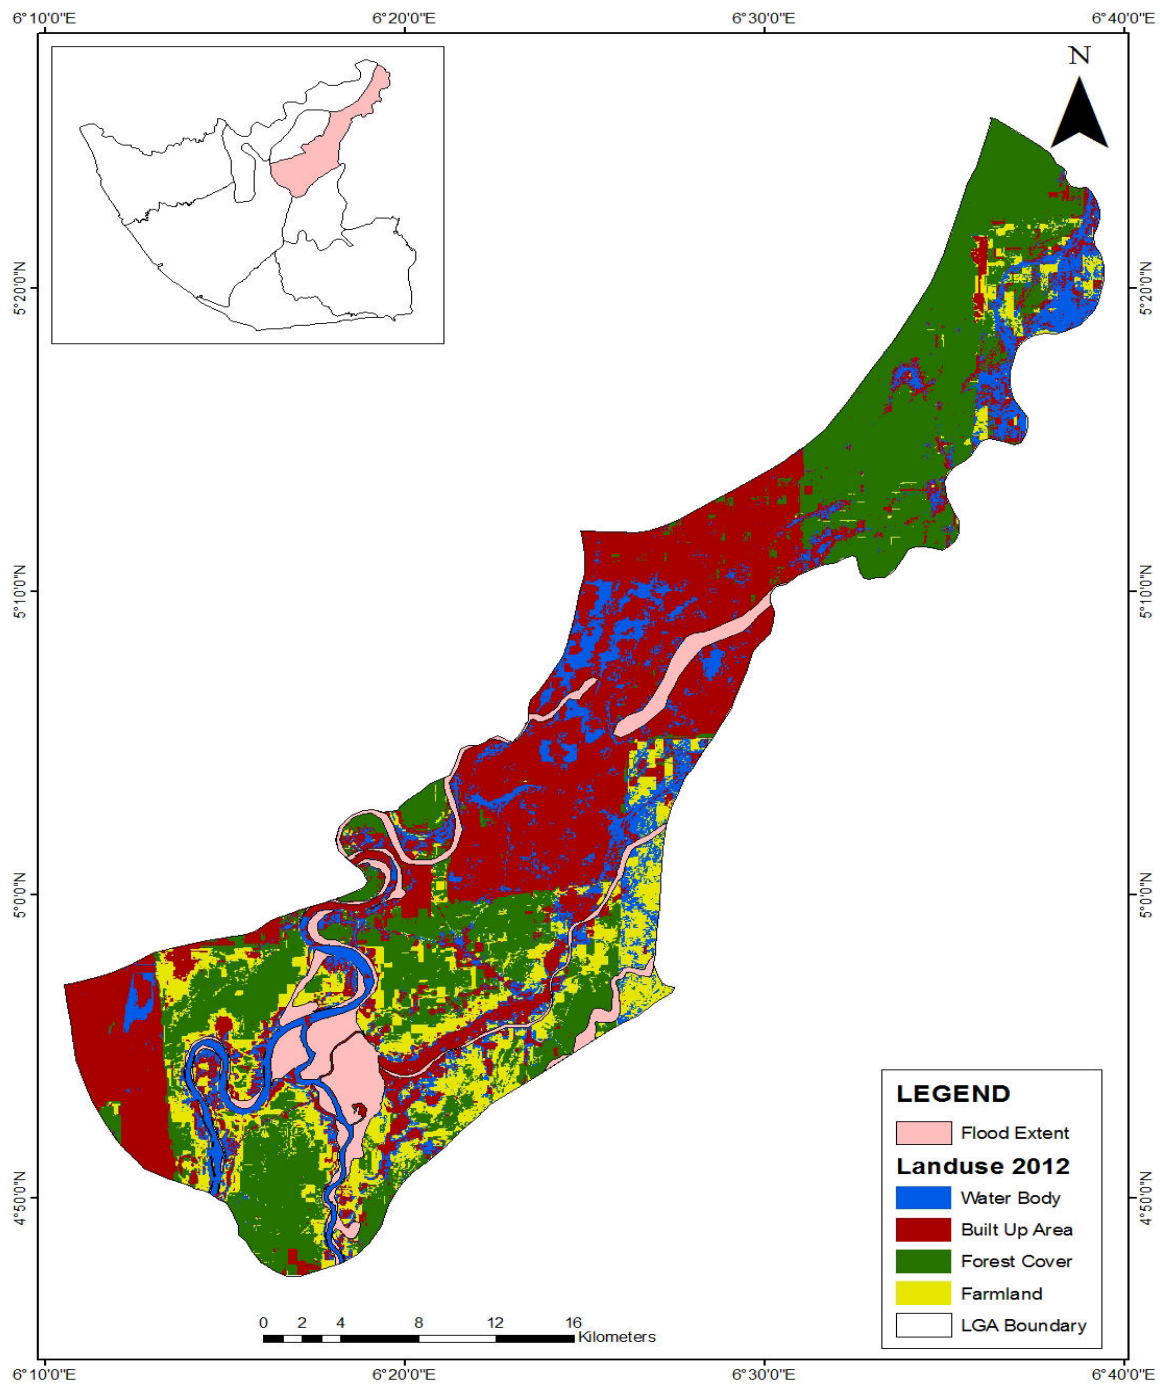 6°10'0"E 6°20'0"E 6°30'0"E 6°40'0"E
N
5°20'0"N 5°20'0"N
5°10'0"N 5°10'0"N
5°0'0"N 5°0'0"N
4°50'0"N 4°50'0"N
LEGEND
Flood Extent
Landuse 2012
Water Body
Built Up Area
Forest Cover
Farmland
LGA Boundary
0 2 4 8 12 16
Kilometers
6°10'0"E 6°20'0"E 6°30'0"E 6°40'0"E